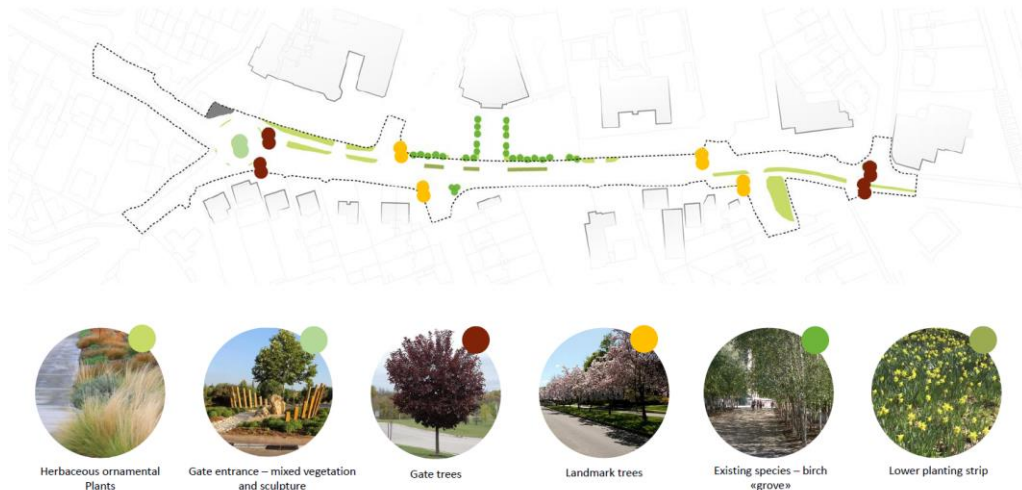 Herbaceous ornamental
Plants
Gate entrance – mixed vegetation
and sculpture
Gate trees
Landmark trees
Existing species – birch
«grove»
Lower planting strip